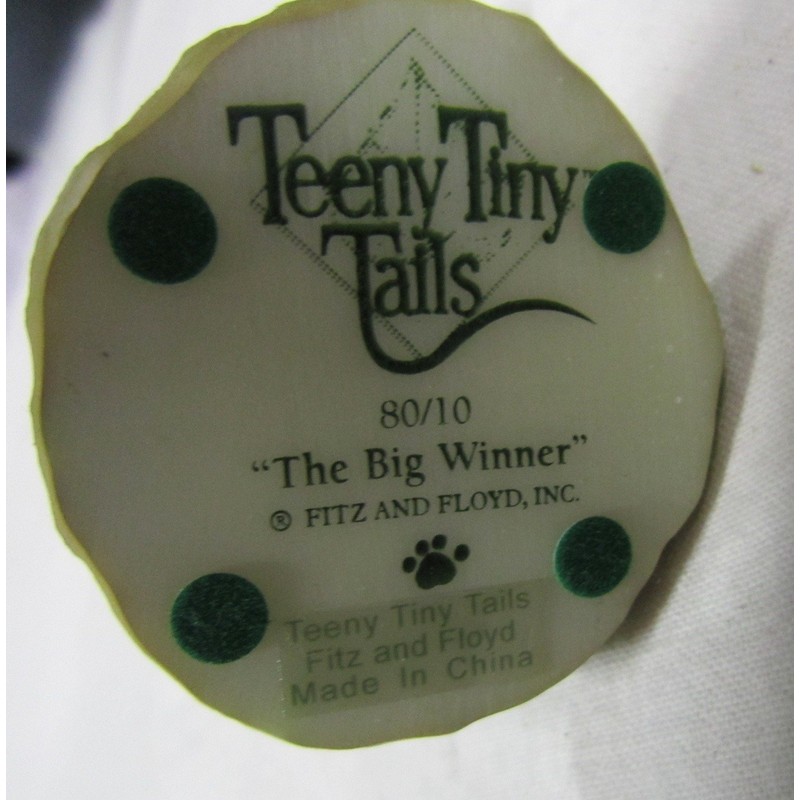 Teeny Tiny™
Tails
80/10
“The Big Winner”
® FITZ AND FLOYD, INC.
Teeny Tiny Tails
Fitz and Floyd
Made In China